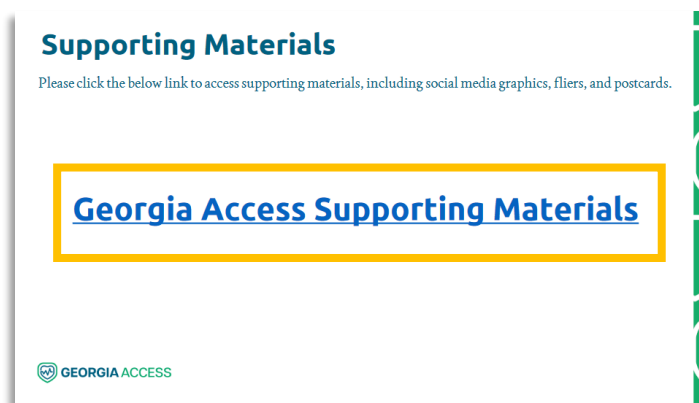 Supporting Materials
Please click the below link to access supporting materials, including social media graphics, fliers, and postcards.
Georgia Access Supporting Materials
GEORGIA ACCESS